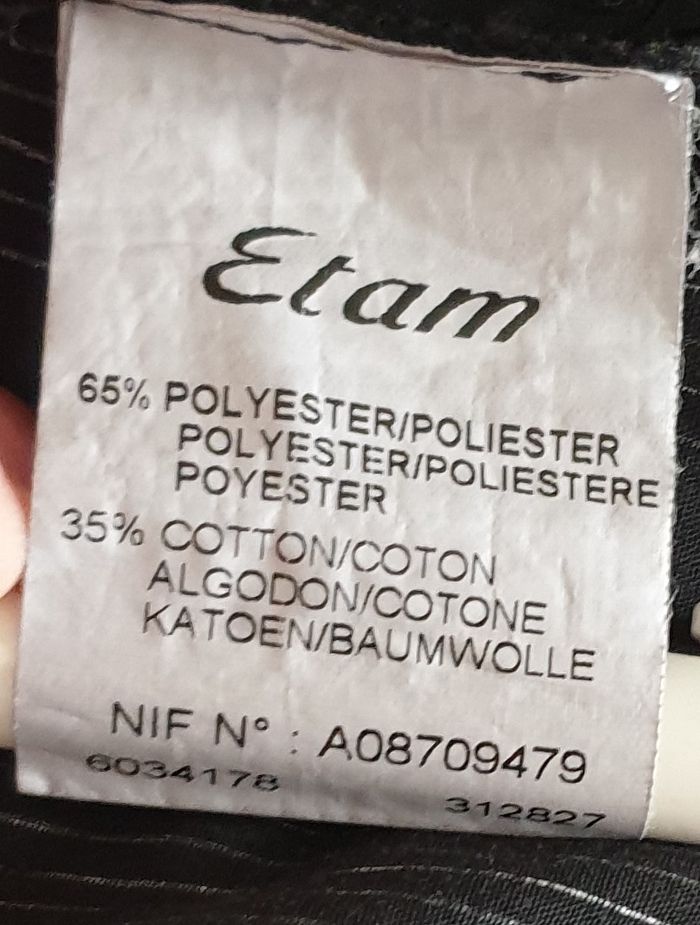 Etam
65% POLYESTER/POLIESTER
POLYESTER/POLIESTERE
POYESTER
35% COTTON/COTON
ALGODON/COTONE
KATOEN/BAUMWOLLE
NIF N° : A08709479
6034178 312827